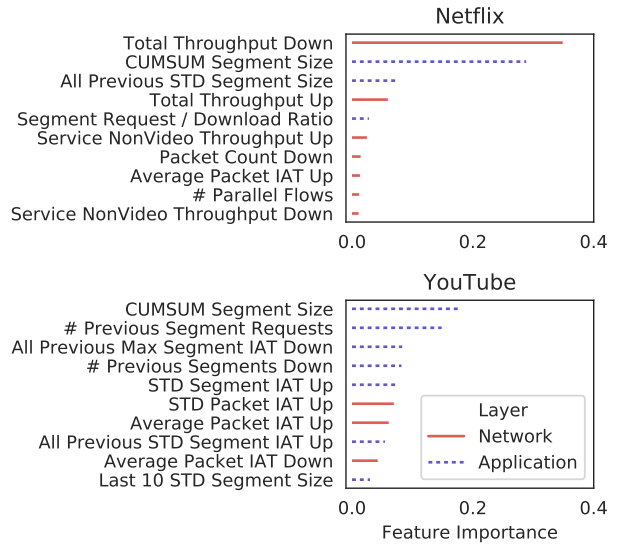 Netflix
Total Throughput Down
CUMSUM Segment Size
All Previous STD Segment Size
Total Throughput Up
Segment Request / Download Ratio
Service NonVideo Throughput Up
Packet Count Down
Average Packet IAT Up
# Parallel Flows
Service NonVideo Throughput Down
0.0 0.2 0.4
YouTube
CUMSUM Segment Size
# Previous Segment Requests
All Previous Max Segment IAT Down
# Previous Segments Down
STD Segment IAT Up
STD Packet IAT Up
Average Packet IAT Up
All Previous STD Segment IAT Up
Average Packet IAT Down
Last 10 STD Segment Size
Layer
Network
Application
0.0 0.2 0.4
Feature Importance